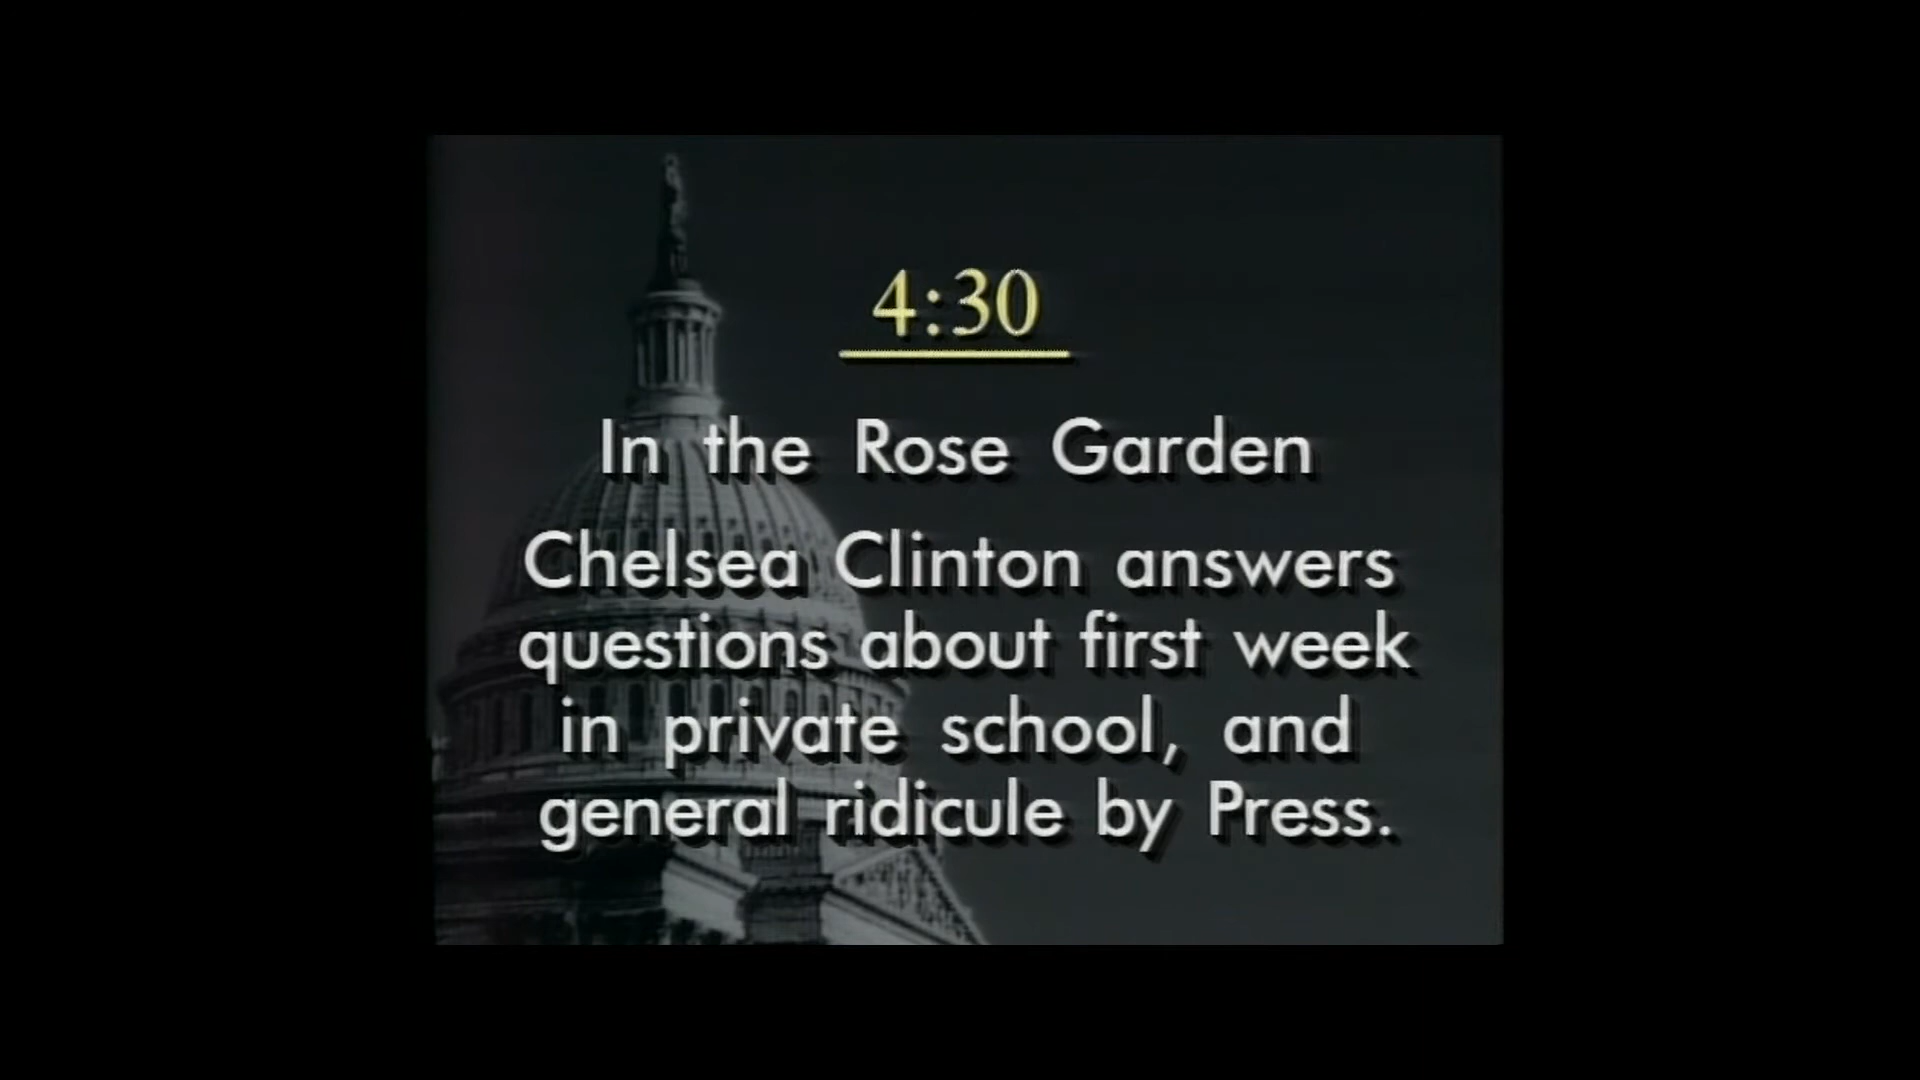 4:30
In the Rose Garden
Chelsea Clinton answers
questions about first week
in private school, and
general ridicule by Press.